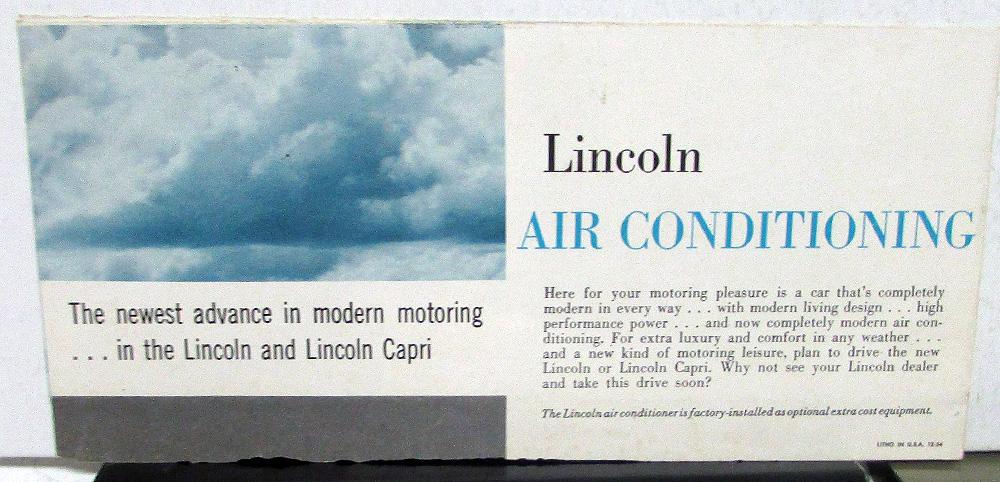 The newest advance in modern motoring
. . . in the Lincoln and Lincoln Capri
Lincoln
AIR CONDITIONING
Here for your motoring pleasure is a car that's completely
modern in every way . . . with modern living design . . . high
performance power . . . and now completely modern air con-
ditioning. For extra luxury and comfort in any weather . . .
and a new kind of motoring leisure, plan to drive the new
Lincoln or Lincoln Capri. Why not see your Lincoln dealer
and take this drive soon?
The Lincoln air conditioner is factory-installed as optional extra cost equipment.
LITHO IN U.S.A. 12-54